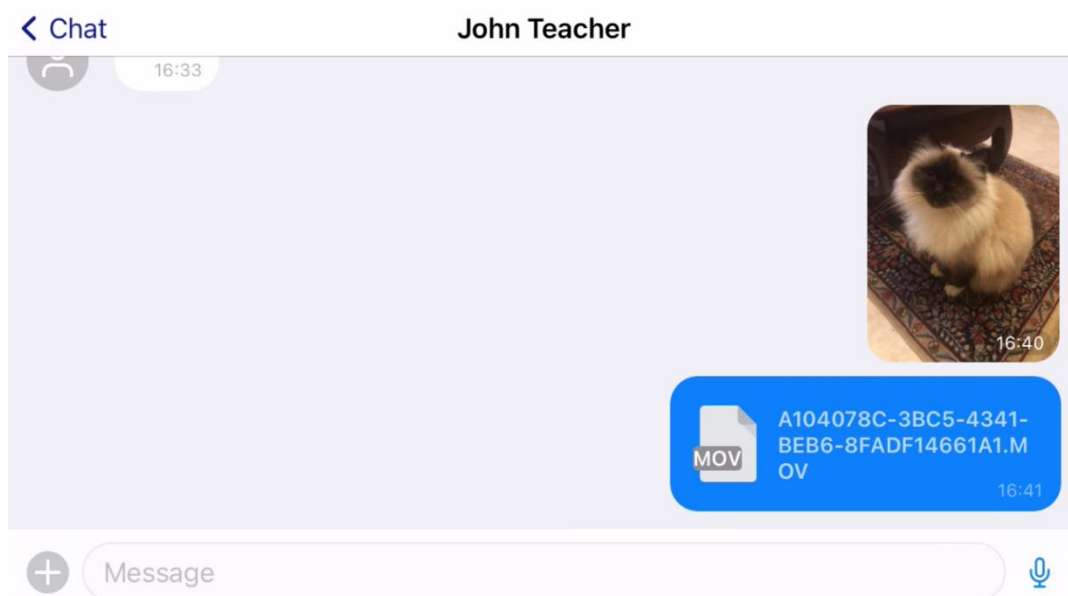 Chat
John Teacher
16:33
16:40
MOV
A104078C-3BC5-4341-
BEB6-8FADF14661A1.M
OV
16:41
Message